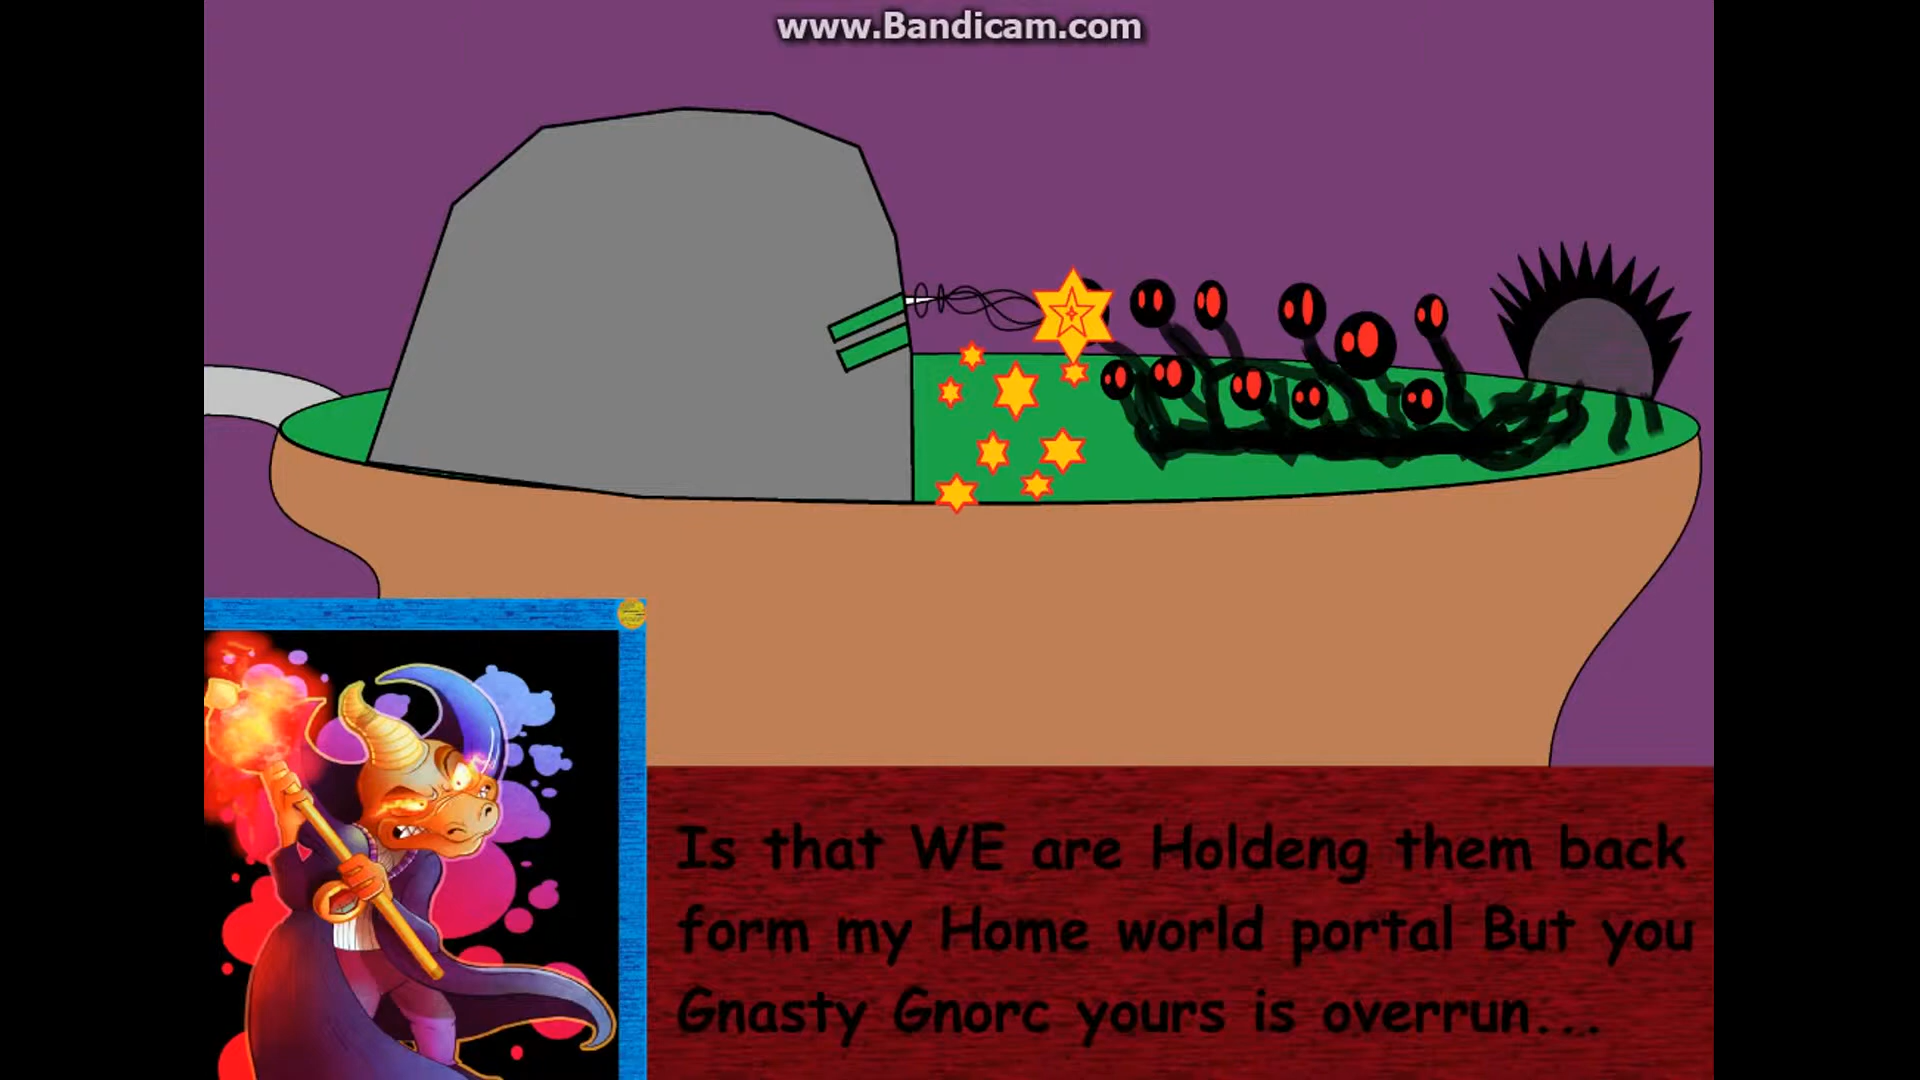 www.Bandicam.com
Is that WE are Holdeng them back
form my Home world portal But you
Gnasty Gnorc yours is overrun...